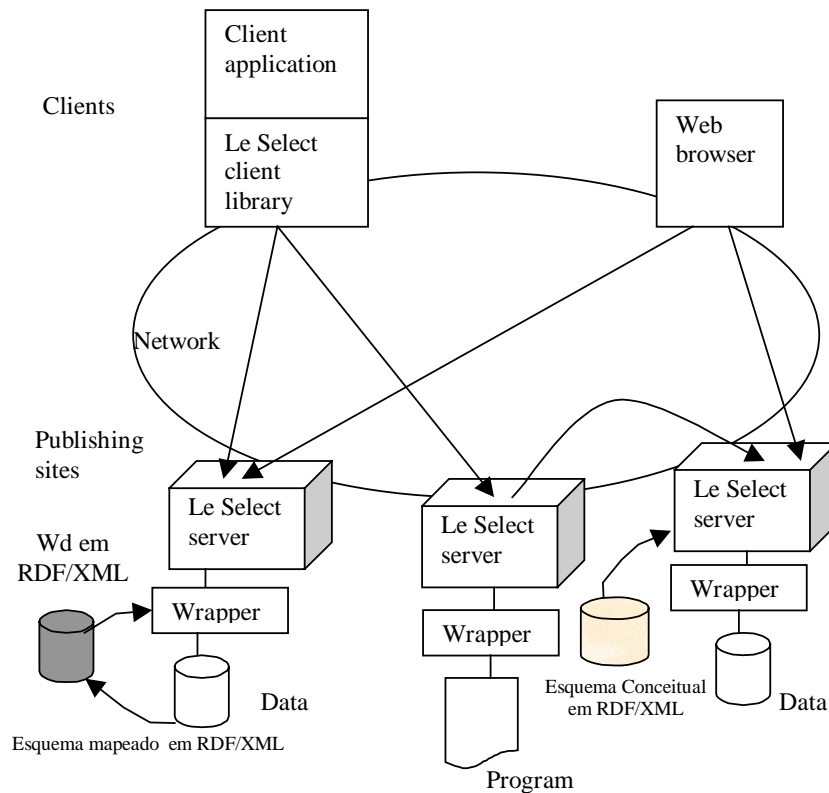 Client
application
Clients
Le Select
client
library
Web
browser
Network
Publishing
sites
Le Select
server
Le Select
server
Le Select
server
Wd em
RDF/XML
Wrapper
Wrapper
Wrapper
Data
Esquema mapeado em RDF/XML
Esquema Conceitual
em RDF/XML
Data
Program